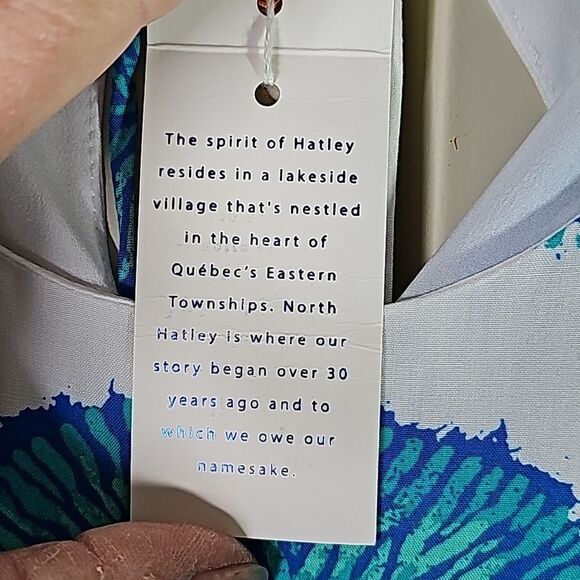 The spirit of Hatley
resides in a lakeside
village that's nestled
in the heart of
Québec's Eastern
Townships. North
Hatley is where our
story began over 30
years ago and to
which we owe our
namesake.